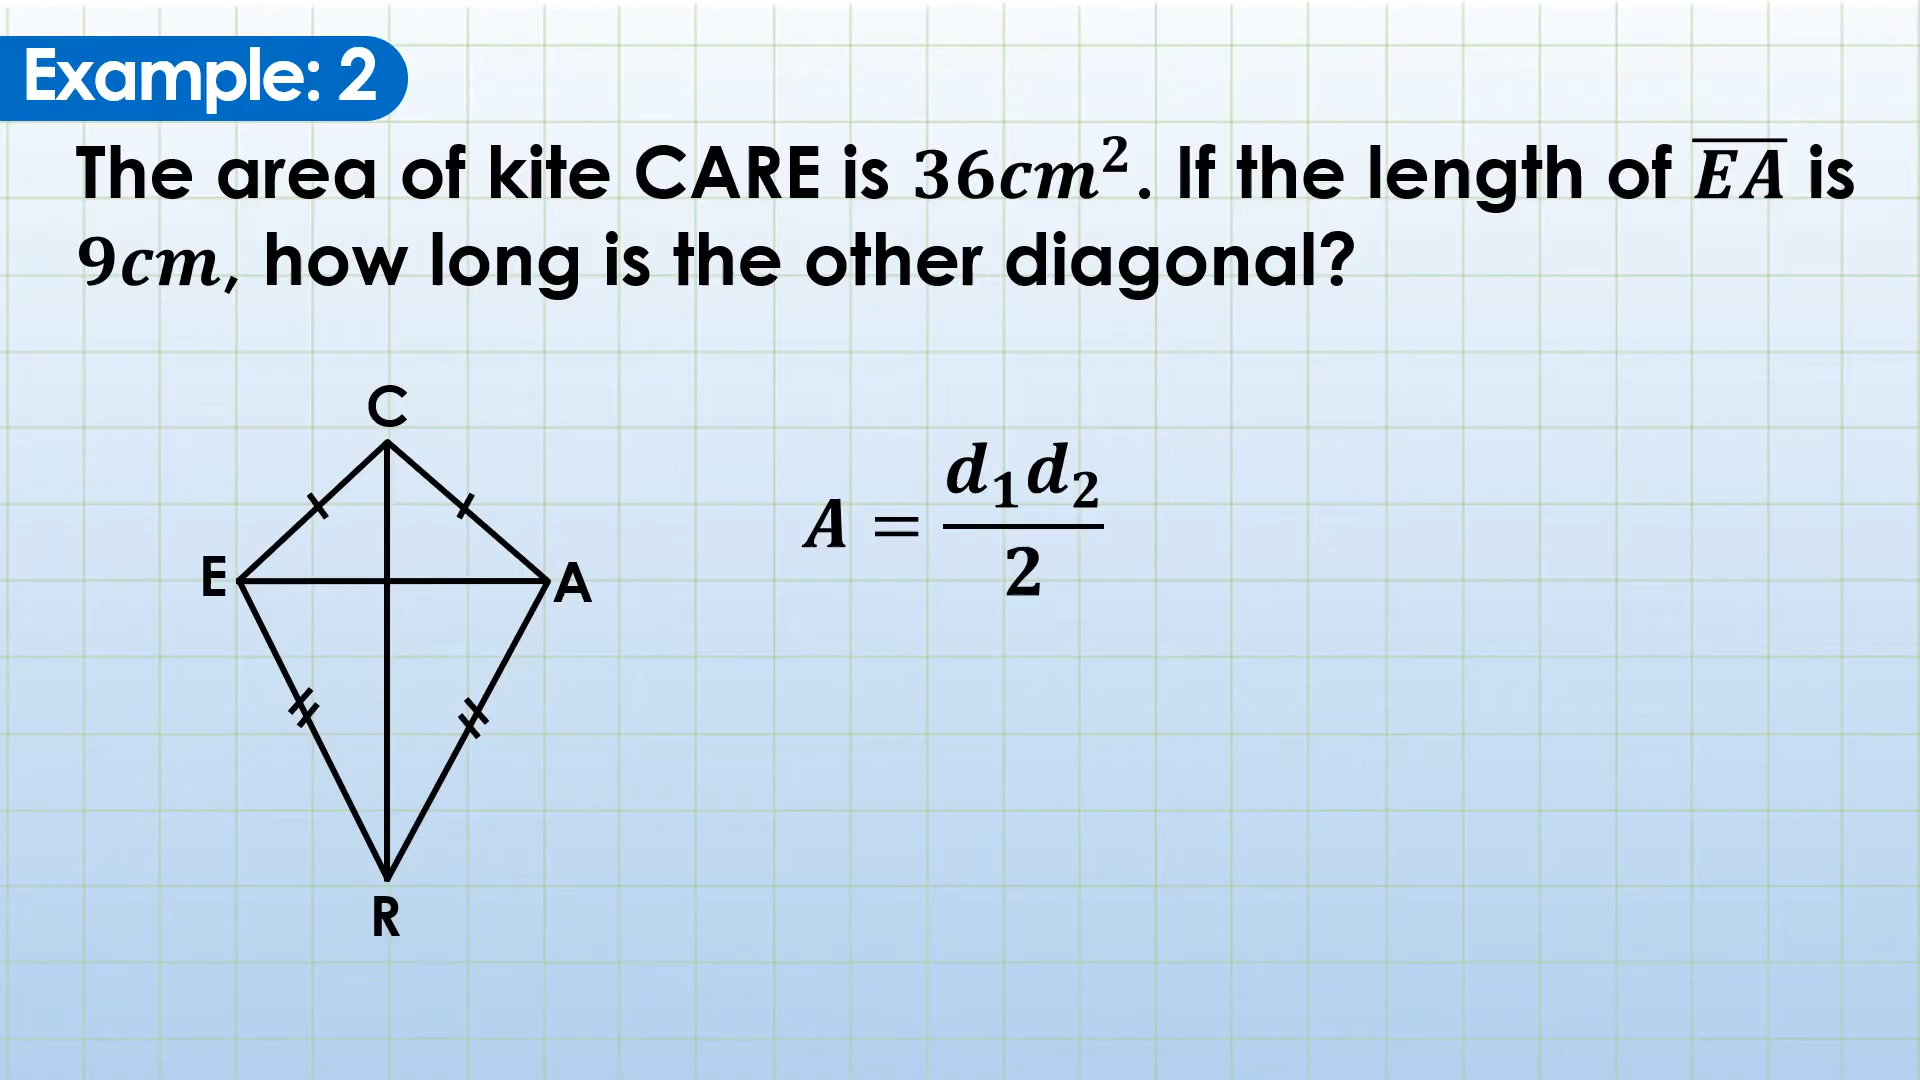 Example: 2
The area of kite CARE is 36cm². If the length of E̅A̅ is
9cm, how long is the other diagonal?
C
E
A
R
A = d₁d₂/2